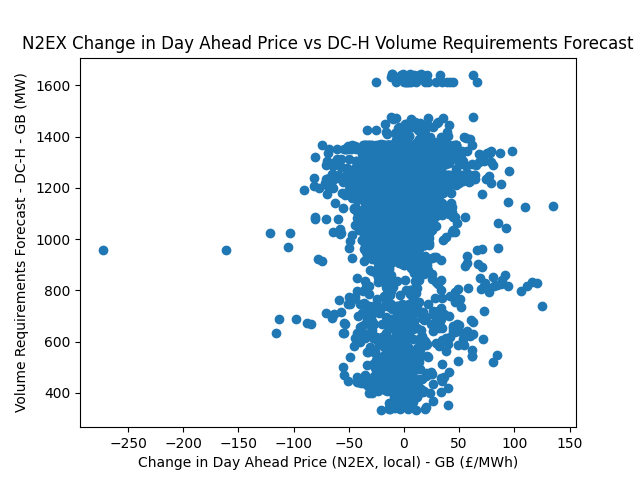 N2EX Change in Day Ahead Price vs DC-H Volume Requirements Forecast
Volume Requirements Forecast - DC-H - GB (MW)
1600
1400
1200
1000
800
600
400
−250 −200 −150 −100 −50 0 50 100 150
Change in Day Ahead Price (N2EX, local) - GB (£/MWh)